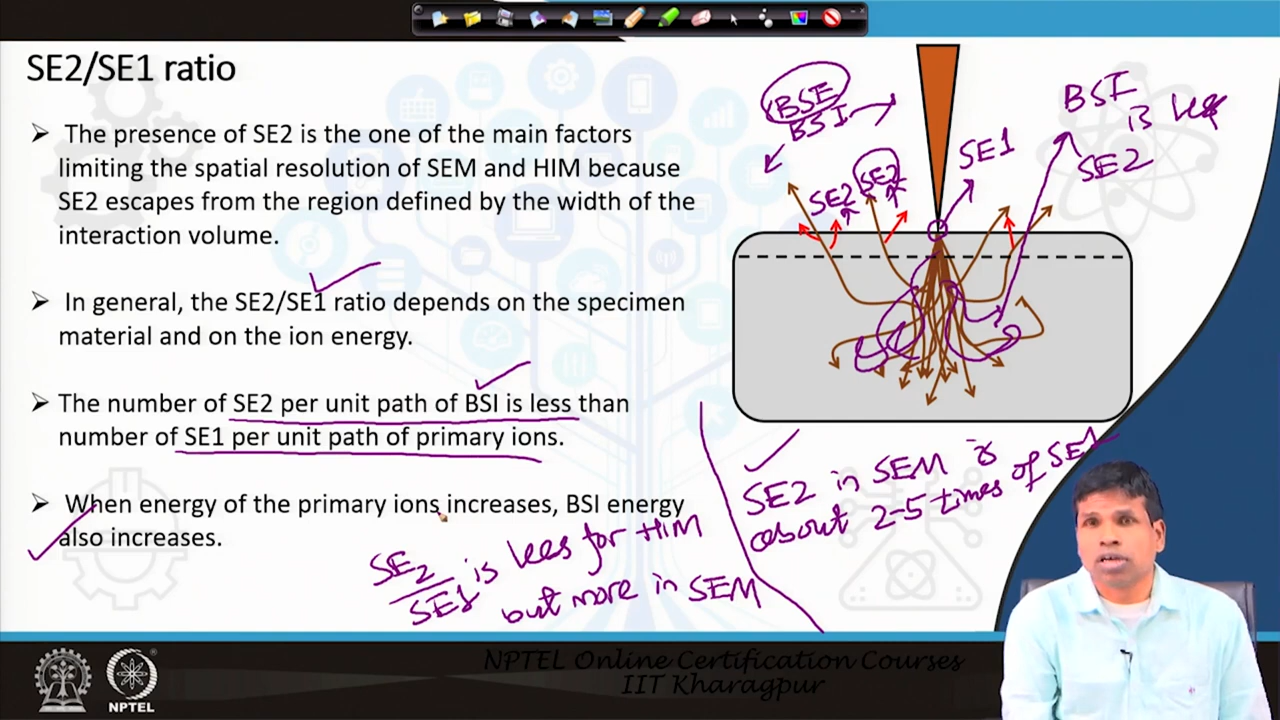 SE2/SE1 ratio
➢ The presence of SE2 is the one of the main factors
limiting the spatial resolution of SEM and HIM because
SE2 escapes from the region defined by the width of the
interaction volume.
➢ In general, the SE2/SE1 ratio depends on the specimen
material and on the ion energy.
➢ The number of SE2 per unit path of BSI is less than
number of SE1 per unit path of primary ions.
➢ When energy of the primary ions increases, BSI energy
also increases.
SE2
SE1 is less for HIM
but more in SEM
BSE
BSI
SE2
SE2
SE1
BSI
is less
SE2
SE2 in SEM is
about 2-5 times of SE1
NPTEL
NPTEL Online Certification Courses
IIT Kharagpur